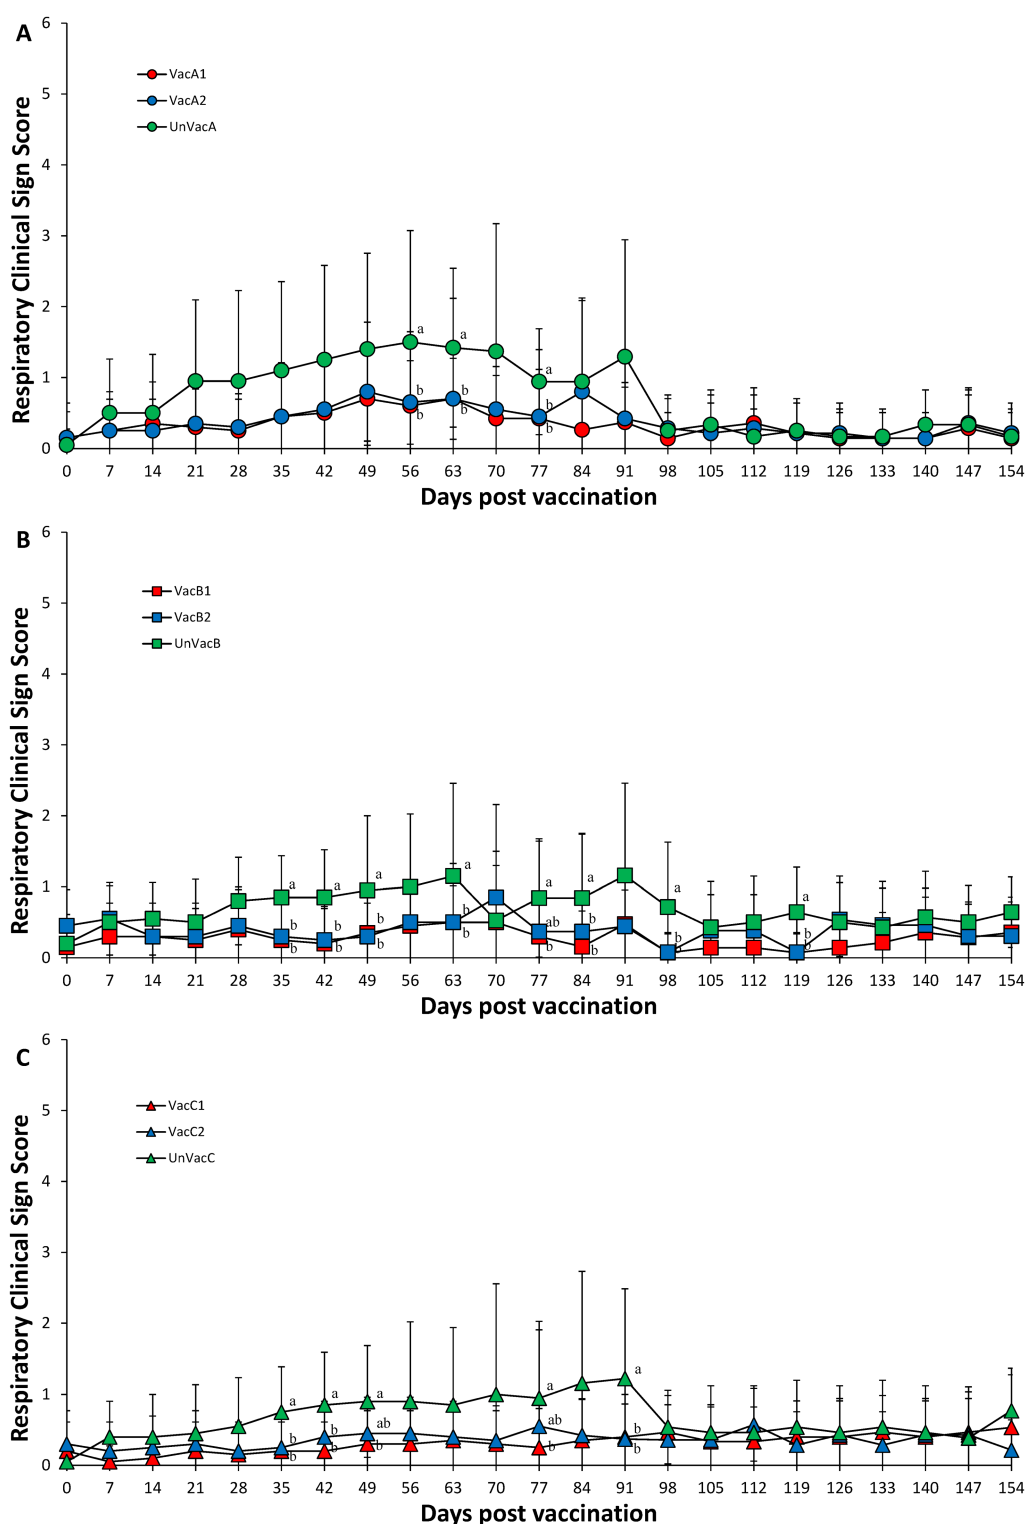 A
Respiratory Clinical Sign Score
6
5
4
3
2
1
0
VacA1
VacA2
UnVacA
a
a
a
b
b
b
b
b
b
0 7 14 21 28 35 42 49 56 63 70 77 84 91 98 105 112 119 126 133 140 147 154
Days post vaccination
B
Respiratory Clinical Sign Score
6
5
4
3
2
1
0
VacB1
VacB2
UnVacB
a a a a a a a a
b b b b ab b b b
b b b b b b
0 7 14 21 28 35 42 49 56 63 70 77 84 91 98 105 112 119 126 133 140 147 154
Days post vaccination
C
Respiratory Clinical Sign Score
6
5
4
3
2
1
0
VacC1
VacC2
UnVacC
a a a a a
b b ab ab b
b b b b b
0 7 14 21 28 35 42 49 56 63 70 77 84 91 98 105 112 119 126 133 140 147 154
Days post vaccination